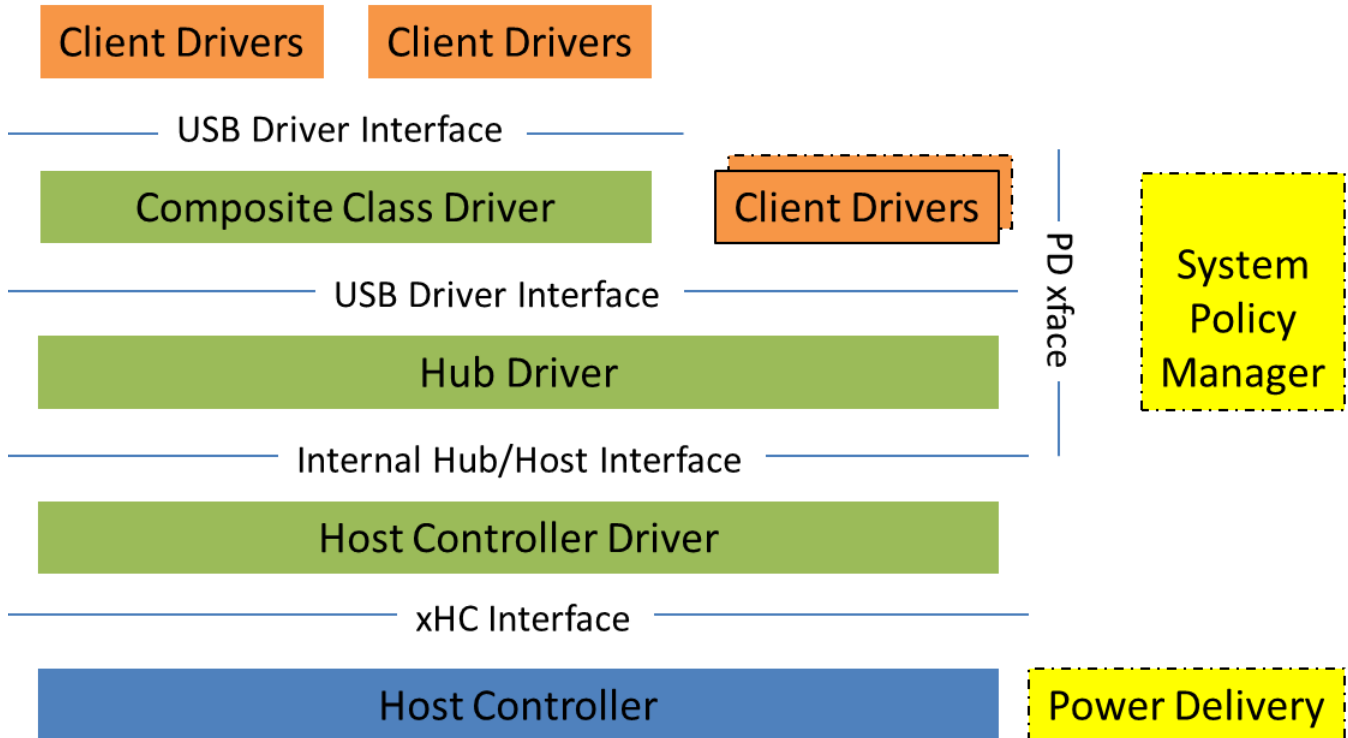 Client Drivers
Client Drivers
USB Driver Interface
Composite Class Driver
Client Drivers
USB Driver Interface
Hub Driver
Internal Hub/Host Interface
Host Controller Driver
xHC Interface
Host Controller
PD xface
System
Policy
Manager
Power Delivery